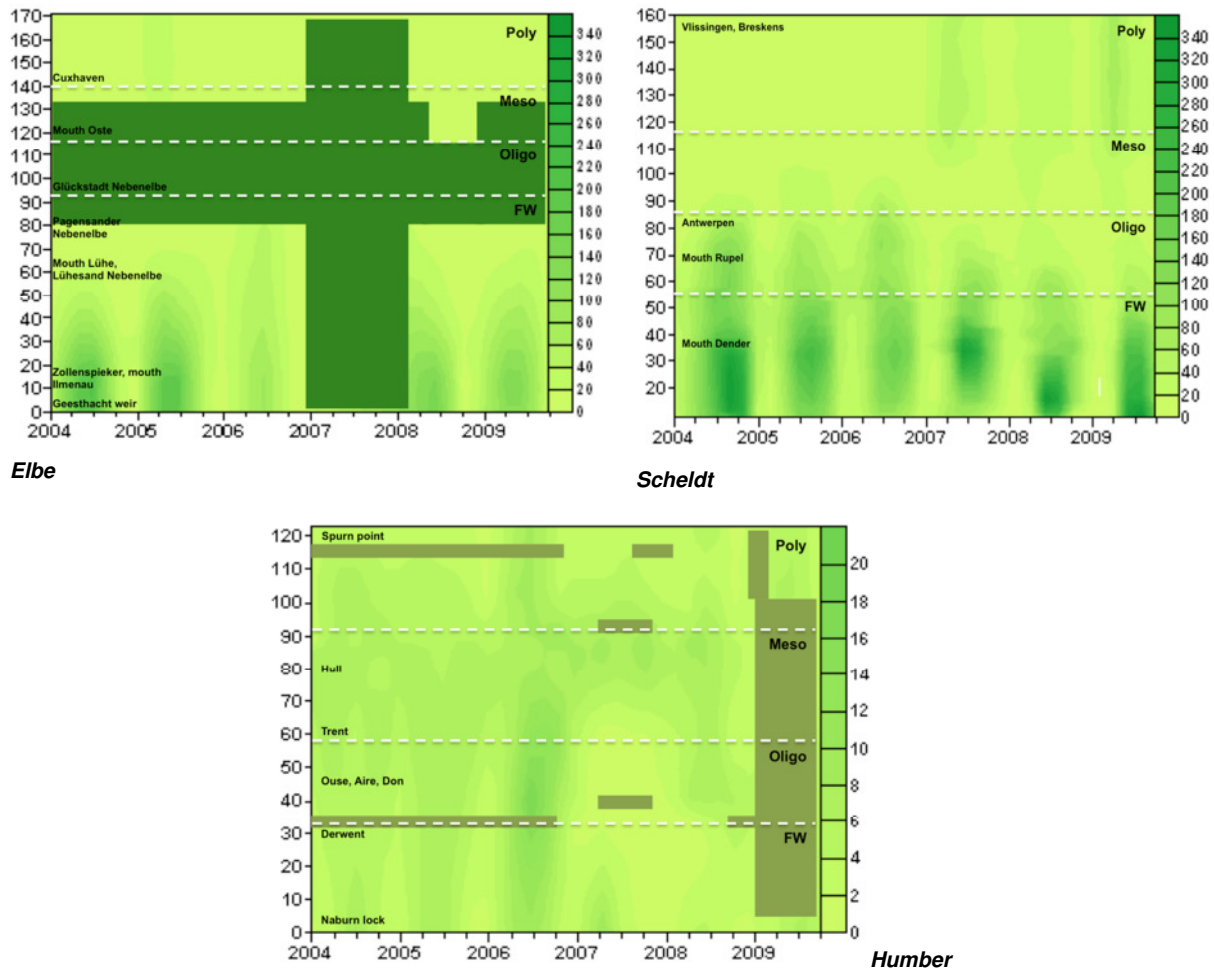 170
160
150
140
130
120
110
100
90
80
70
60
50
40
30
20
10
0
Cuxhaven
Mouth Oste
Glückstadt Nebenelbe
Pagensander
Nebenelbe
Mouth Lühe,
Lühesand Nebenelbe
Zollenspieker, mouth
Ilmenau
Geesthacht weir
Poly
Meso
Oligo
FW
340
320
300
280
260
240
220
200
180
160
140
120
100
80
60
40
20
0
2004 2005 2006 2007 2008 2009
Elbe
160
150
140
130
120
110
100
90
80
70
60
50
40
30
20
Vlissingen, Breskens
Antwerpen
Mouth Rupel
Mouth Dender
Poly
Meso
Oligo
FW
340
320
300
280
260
240
220
200
180
160
140
120
100
80
60
40
20
0
2004 2005 2006 2007 2008 2009
Scheldt
120
110
100
90
80
70
60
50
40
30
20
10
0
Spurn point
Hull
Trent
Ouse, Aire, Don
Derwent
Naburn lock
Poly
Meso
Oligo
FW
20
18
16
14
12
10
8
6
4
2
0
2004 2005 2006 2007 2008 2009
Humber